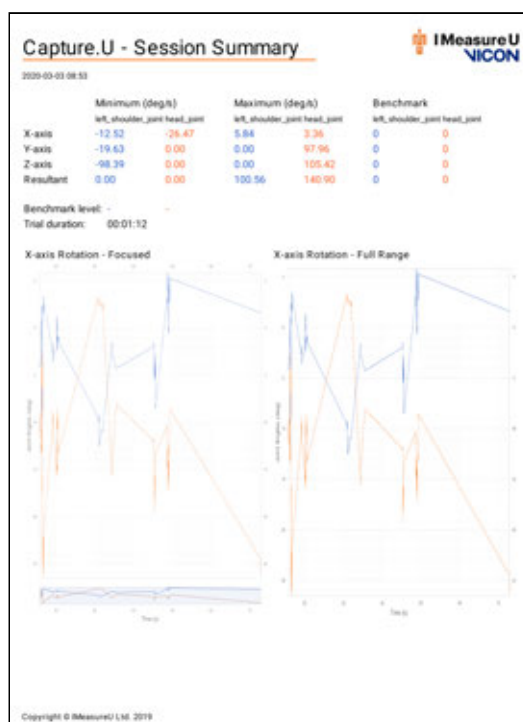 Capture.U - Session Summary
IMeasureU
VICON
2020-03-03 08:53
Minimum (deg/s) Maximum (deg/s) Benchmark
left_shoulder_joint head_joint left_shoulder_joint head_joint left_shoulder_joint head_joint
X-axis -12.52 -26.47 5.84 3.36 0 0
Y-axis -19.63 0.00 0.00 97.96 0 0
Z-axis -98.39 0.00 0.00 105.42 0 0
Resultant 0.00 0.00 100.56 140.90 0 0
Benchmark level: - -
Trial duration: 00:01:12
X-axis Rotation - Focused X-axis Rotation - Full Range
Time (s) Time (s)
Copyright © IMeasureU Ltd. 2019